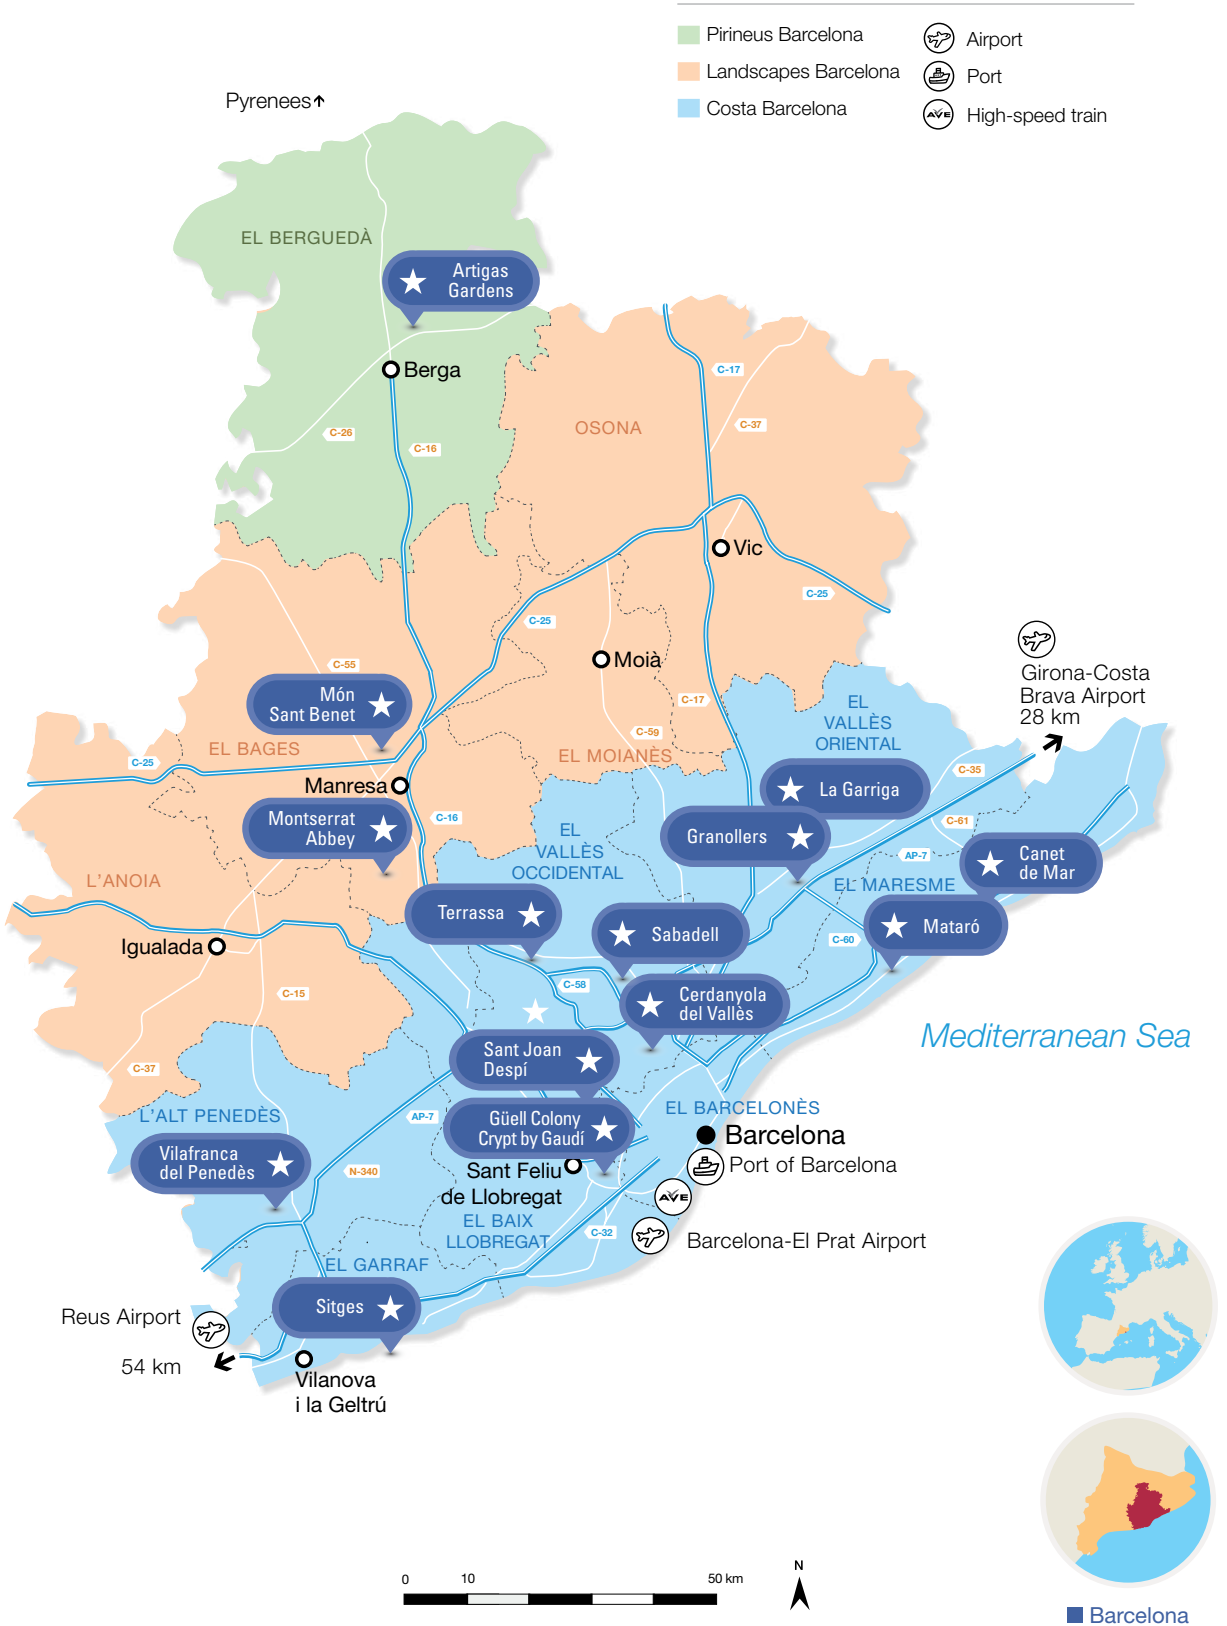 Pirineus Barcelona
Landscapes Barcelona
Costa Barcelona
Airport
Port
AVE
High-speed train
Pyrenees
EL BERGUEDÀ
Artigas
Gardens
Berga
C-26
C-16
OSONA
C-17
C-37
Vic
C-25
C-25
Moià
C-55
C-17
C-59
Món
Sant Benet
EL BAGES
EL MOIANÈS
C-25
Manresa
Montserrat
Abbey
C-16
EL
VALLÈS
ORIENTAL
Girona-Costa
Brava Airport
28 km
C-35
La Garriga
C-61
Granollers
EL
VALLÈS
OCCIDENTAL
AP-7
Canet
de Mar
L'ANOIA
EL MARESME
Terrassa
Sabadell
Mataró
C-60
Igualada
C-58
C-15
Cerdanyola
del Vallès
Mediterranean Sea
Sant Joan
Despí
C-37
L'ALT PENEDÈS
AP-7
Güell Colony
Crypt by Gaudí
EL BARCELONÈS
Barcelona
Vilafranca
del Penedès
N-340
Sant Feliu
de Llobregat
Port of Barcelona
AVE
EL BAIX
LLOBREGAT
C-32
Barcelona-El Prat Airport
EL GARRAF
Sitges
Reus Airport
54 km
Vilanova
i la Geltrú
0
10
50 km
N
Barcelona